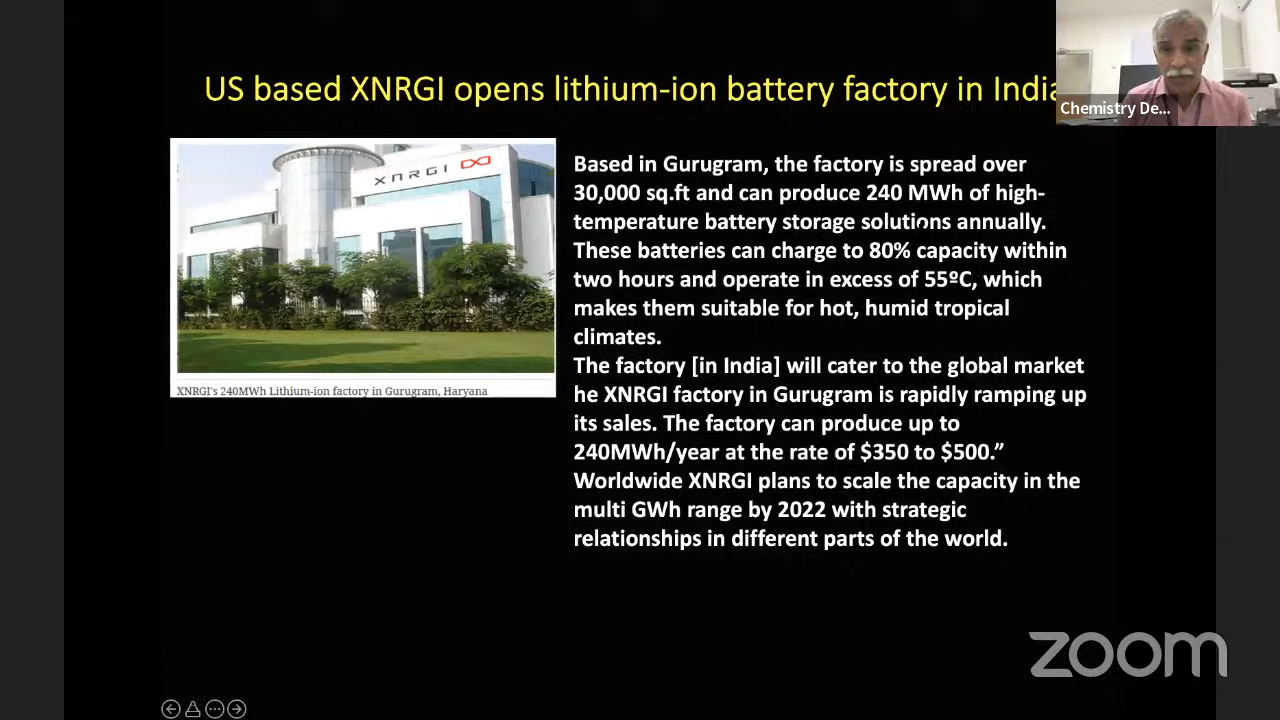 US based XNRGI opens lithium-ion battery factory in India
Chemistry De...
XNRGI
XNRGI's 240MWh Lithium-ion factory in Gurugram, Haryana
Based in Gurugram, the factory is spread over
30,000 sq.ft and can produce 240 MWh of high-
temperature battery storage solutions annually.
These batteries can charge to 80% capacity within
two hours and operate in excess of 55ºC, which
makes them suitable for hot, humid tropical
climates.
The factory [in India] will cater to the global market
he XNRGI factory in Gurugram is rapidly ramping up
its sales. The factory can produce up to
240MWh/year at the rate of $350 to $500.”
Worldwide XNRGI plans to scale the capacity in the
multi GWh range by 2022 with strategic
relationships in different parts of the world.
zoom